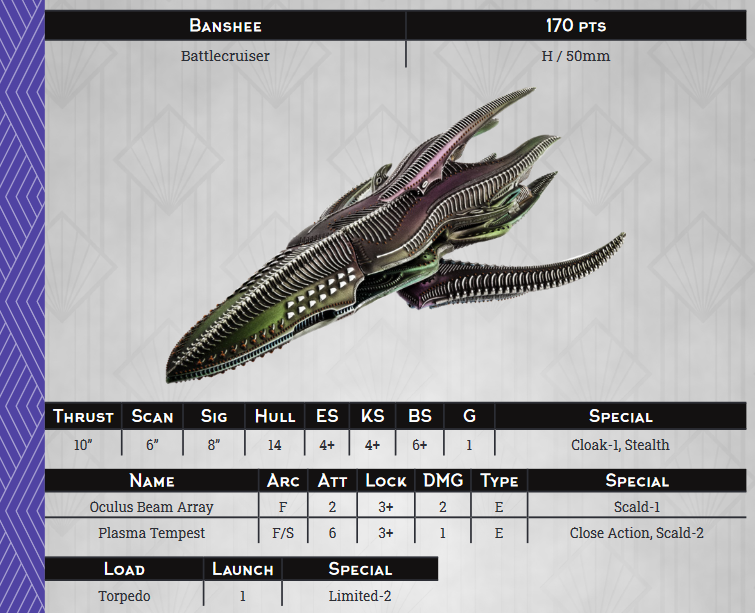 Banshee 170 pts
Battlecruiser H / 50mm
Thrust Scan Sig Hull ES KS BS G Special
10” 6” 8” 14 4+ 4+ 6+ 1 Cloak-1, Stealth
Name Arc Att Lock DMG Type Special
Oculus Beam Array F 2 3+ 2 E Scald-1
Plasma Tempest F/S 6 3+ 1 E Close Action, Scald-2
Load Launch Special
Torpedo 1 Limited-2